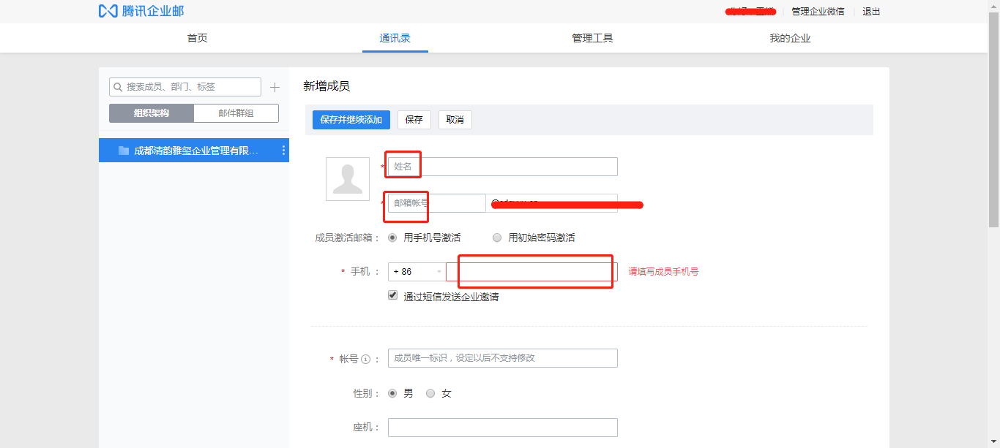 腾讯企业邮
管理企业微信 退出
首页 通讯录 管理工具 我的企业
搜索成员、部门、标签
组织架构 邮件群组
成都清韵雅玺企业管理有限...
新增成员
保存并继续添加 保存 取消
* 姓名
* 邮箱帐号
成员激活邮箱： 用手机号激活 用初始密码激活
* 手机 ： + 86 请填写成员手机号
通过短信发送企业邀请
* 帐号 ： 成员唯一标识，设定以后不支持修改
性别： 男 女
座机：